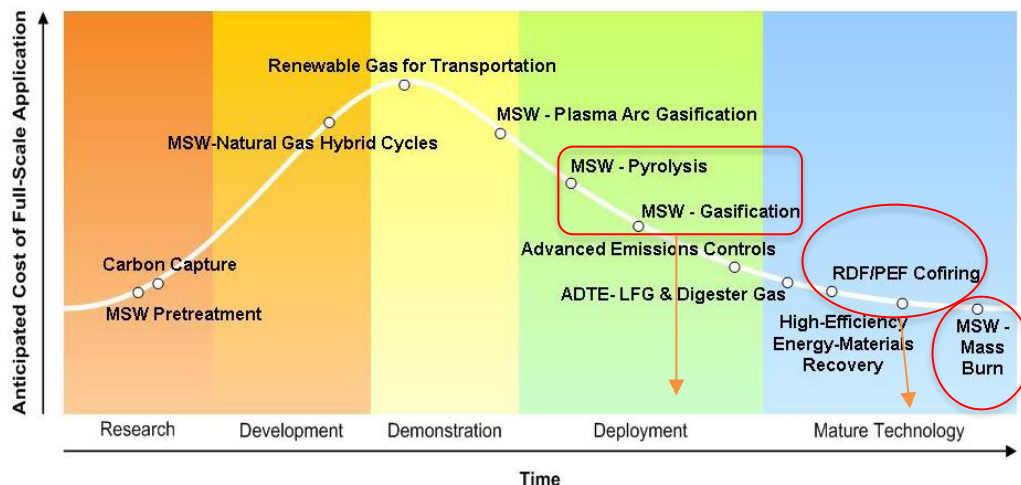 Anticipated Cost of Full-Scale Application
Renewable Gas for Transportation
MSW - Plasma Arc Gasification
MSW-Natural Gas Hybrid Cycles
MSW - Pyrolysis
MSW - Gasification
Advanced Emissions Controls
Carbon Capture
RDF/PEF Cofiring
ADTE- LFG & Digester Gas
MSW Pretreatment
High-Efficiency
Energy-Materials
Recovery
MSW -
Mass
Burn
Research
Development
Demonstration
Deployment
Mature Technology
Time